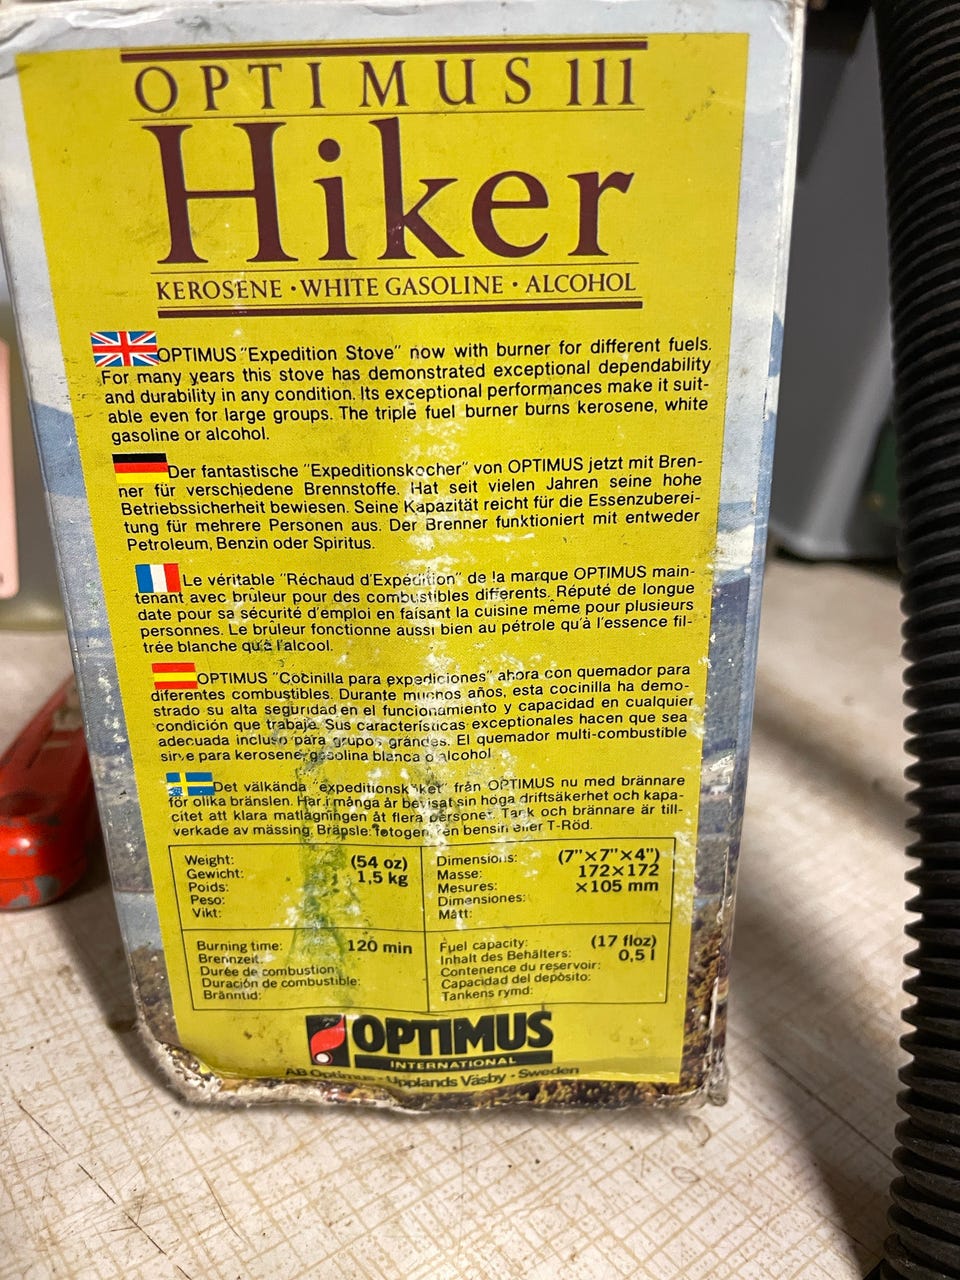 OPTIMUS 111
Hiker
KEROSENE · WHITE GASOLINE · ALCOHOL
OPTIMUS "Expedition Stove" now with burner for different fuels.
For many years this stove has demonstrated exceptional dependability
and durability in any condition. Its exceptional performances make it suit-
able even for large groups. The triple fuel burner burns kerosene, white
gasoline or alcohol.
Der fantastische "Expeditionskocher" von OPTIMUS jetzt mit Bren-
ner für verschiedene Brennstoffe. Hat seit vielen Jahren seine hohe
Betriebssicherheit bewiesen. Seine Kapazität reicht für die Essenzuberei-
tung für mehrere Personen aus. Der Brenner funktioniert mit entweder
Petroleum, Benzin oder Spiritus.
Le véritable "Réchaud d'Expédition" de la marque OPTIMUS main-
tenant avec brûleur pour des combustibles differents. Réputé de longue
date pour sa sécurité d'emploi en faisant la cuisine même pour plusieurs
personnes. Le brûleur fonctionne aussi bien au pétrole qu'à l'essence fil-
trée blanche qu'à l'alcool.
OPTIMUS "Cocinilla para expediciones" ahora con quemador para
diferentes combustibles. Durante muchos años, esta cocinilla ha demo-
strado su alta seguridad en el funcionamiento y capacidad en cualquier
condición que trabaje. Sus características exceptionales hacen que sea
adecuada incluso para grupos grandes. El quemador multi-combustible
sirve para kerosene, gasolina blanca o alcohol
Det välkända "expeditionsköket" från OPTIMUS nu med brännare
för olika bränslen. Har i många år bevisat sin höga driftsäkerhet och kapa-
citet att klara matlagningen åt flera personer. Tank och brännare är till-
verkade av mässing. Bränsle: fotogen, ren bensin eller T-Röd.
Weight: (54 oz)
Gewicht: 1,5 kg
Poids:
Peso:
Vikt:
Dimensions: (7"×7"×4")
Masse: 172×172
Mesures: ×105 mm
Dimensiones:
Mått:
Burning time: 120 min
Brennzeit:
Durée de combustion:
Duración de combustible:
Bränntid:
Fuel capacity: (17 floz)
Inhalt des Behälters: 0,5 l
Contenence du reservoir:
Capacidad del depósito:
Tankens rymd:
OPTIMUS
INTERNATIONAL
AB Optimus · Upplands Väsby · Sweden